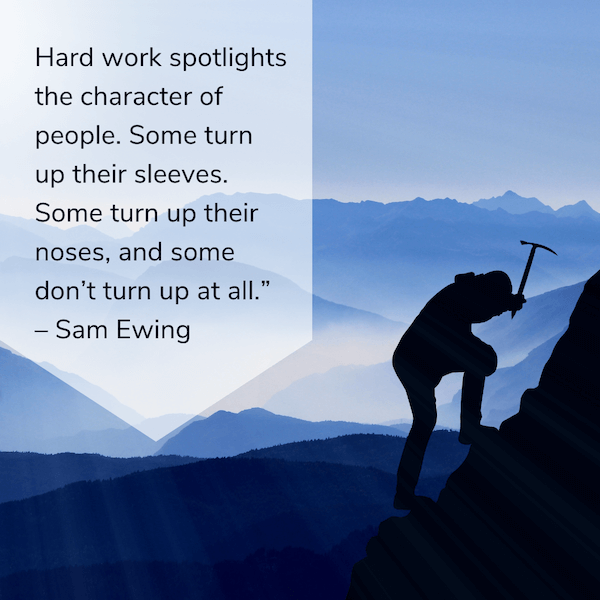 Hard work spotlights
the character of
people. Some turn
up their sleeves.
Some turn up their
noses, and some
don’t turn up at all.”
– Sam Ewing